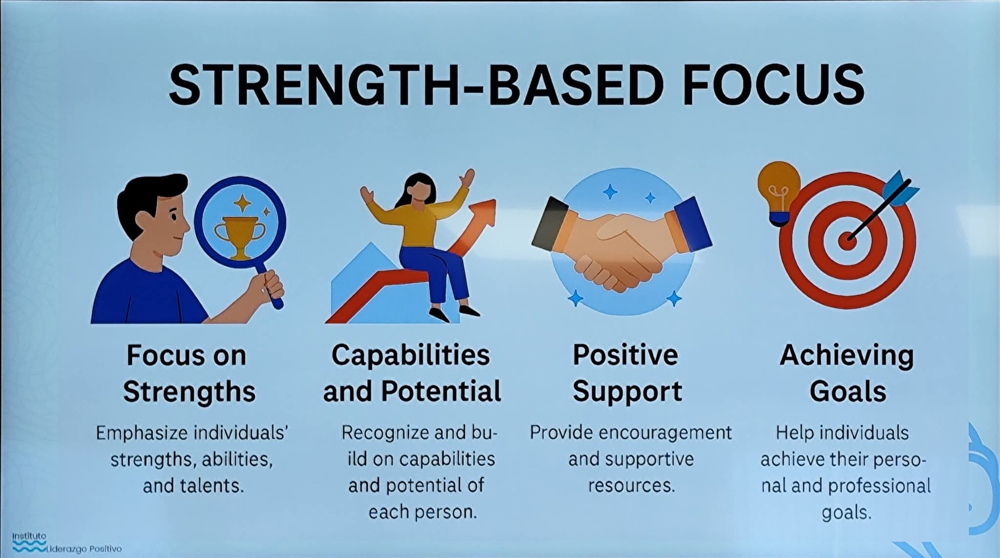 STRENGTH-BASED FOCUS
Focus on
Strengths
Emphasize individuals'
strengths, abilities,
and talents.
Capabilities
and Potential
Recognize and bu-
ild on capabilities
and potential of
each person.
Positive
Support
Provide encouragement
and supportive
resources.
Achieving
Goals
Help individuals
achieve their perso-
nal and professional
goals.
Instituto
Liderazgo Positivo